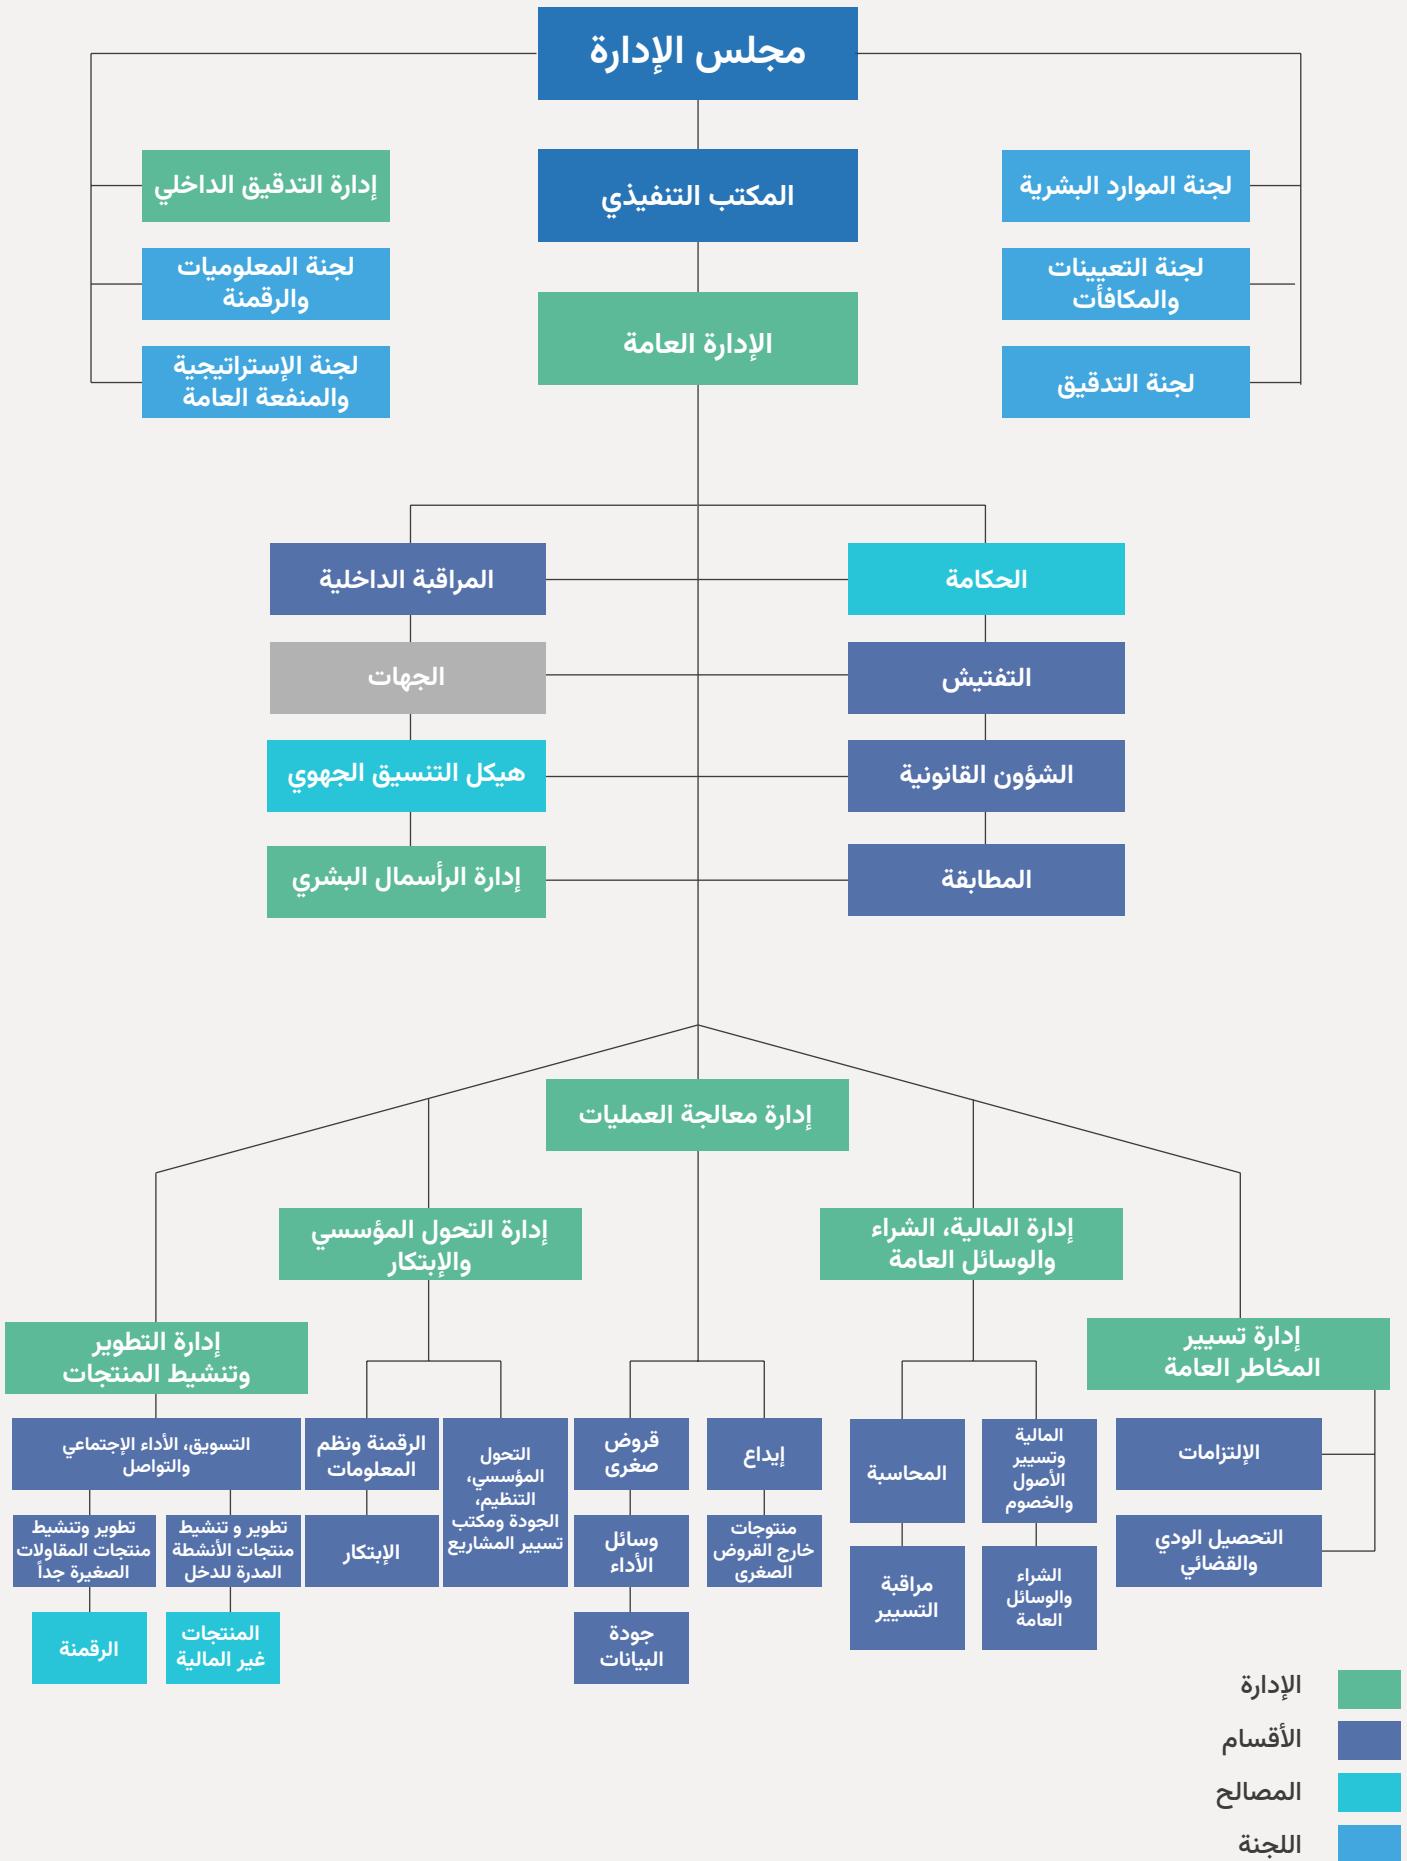 مجلس الإدارة
المكتب التنفيذي
الإدارة العامة
لجنة الموارد البشرية
لجنة التعيينات
والمكافأت
لجنة التدقيق
إدارة التدقيق الداخلي
لجنة المعلوميات
والرقمنة
لجنة الإستراتيجية
والمنفعة العامة
الحكامة
المراقبة الداخلية
التفتيش
الجهات
الشؤون القانونية
هيكل التنسيق الجهوي
المطابقة
إدارة الرأسمال البشري
إدارة معالجة العمليات
إدارة المالية، الشراء
والوسائل العامة
إدارة التحول المؤسسي
والإبتكار
إدارة تسيير
المخاطر العامة
إدارة التطوير
وتنشيط المنتجات
الإلتزامات
التحصيل الودي
والقضائي
المالية
وتسيير
الأصول
والخصوم
الشراء
والوسائل
العامة
المحاسبة
مراقبة
التسيير
إيداع
منتوجات
خارج القروض
الصغرى
قروض
صغرى
وسائل
الأداء
جودة
البيانات
التحول
المؤسسي،
التنظيم،
الجودة ومكتب
تسيير المشاريع
الرقمنة ونظم
المعلومات
الإبتكار
التسويق، الأداء الإجتماعي
والتواصل
تطوير و تنشيط
منتجات الأنشطة
المدرة للدخل
المنتجات
غير المالية
تطوير وتنشيط
منتجات المقاولات
الصغيرة جداً
الرقمنة
الإدارة
الأقسام
المصالح
اللجنة